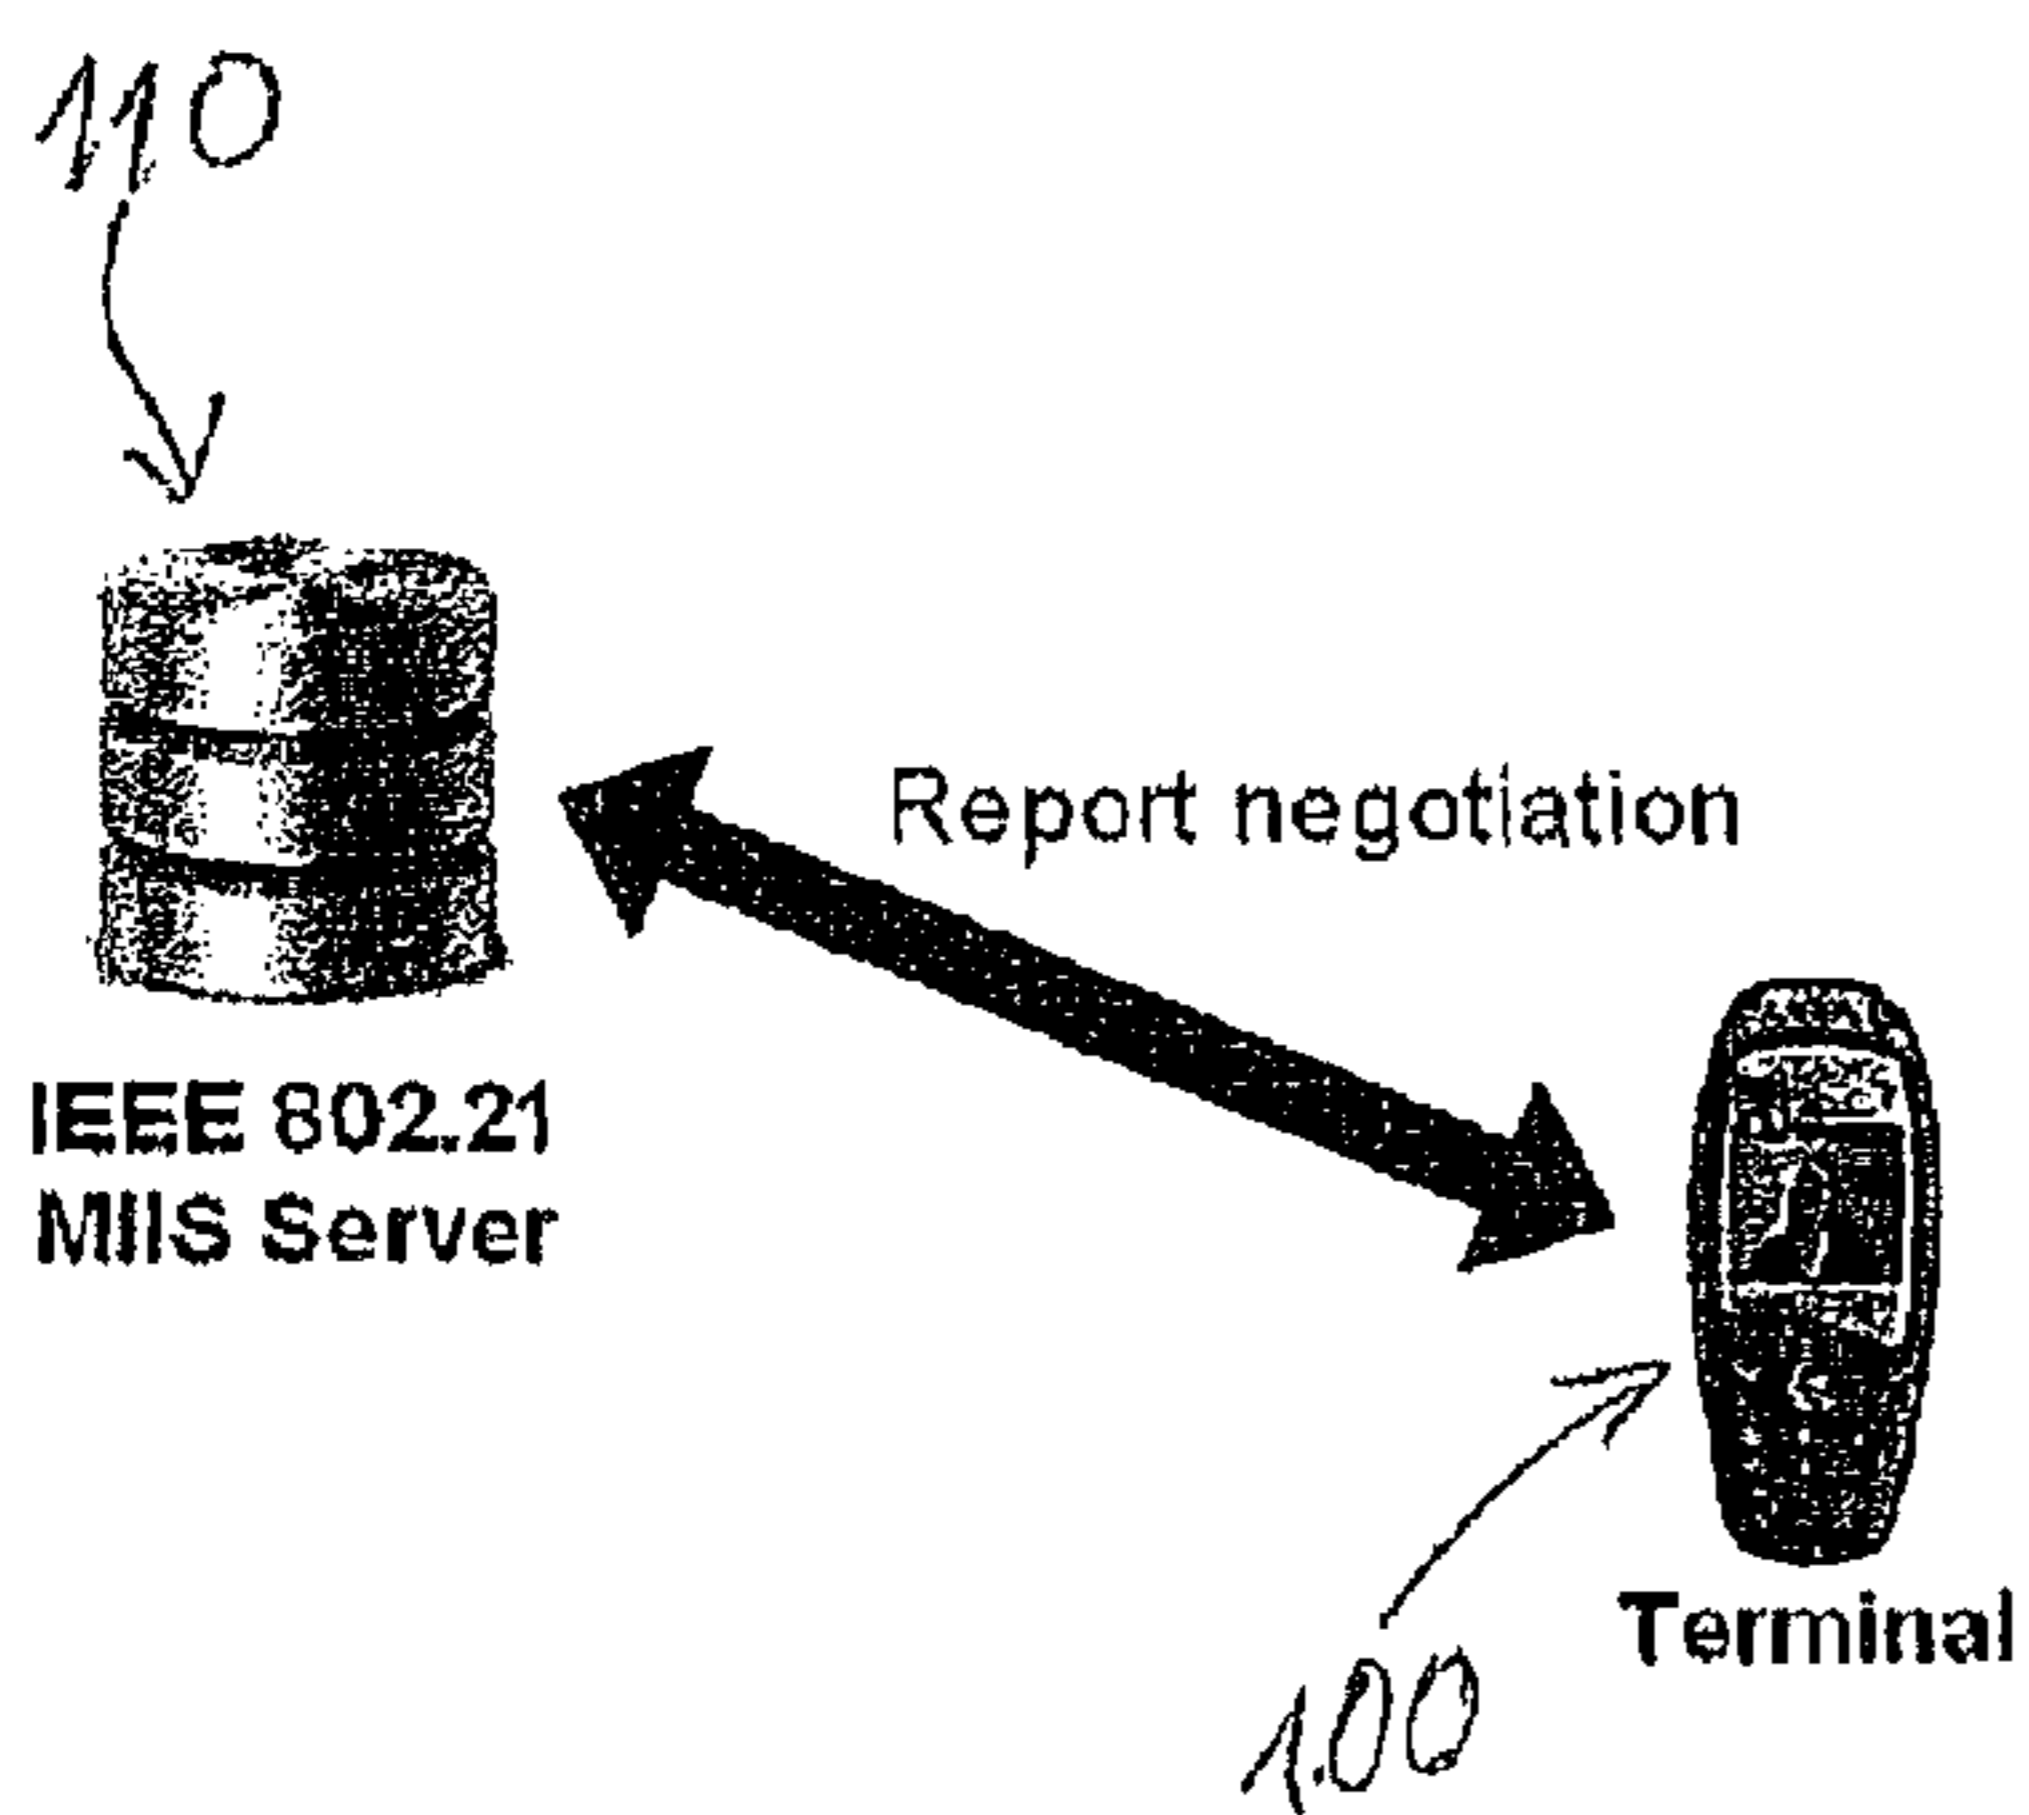 110
Report negotiation
IEEE 802.21
MIIS Server
Terminal
100